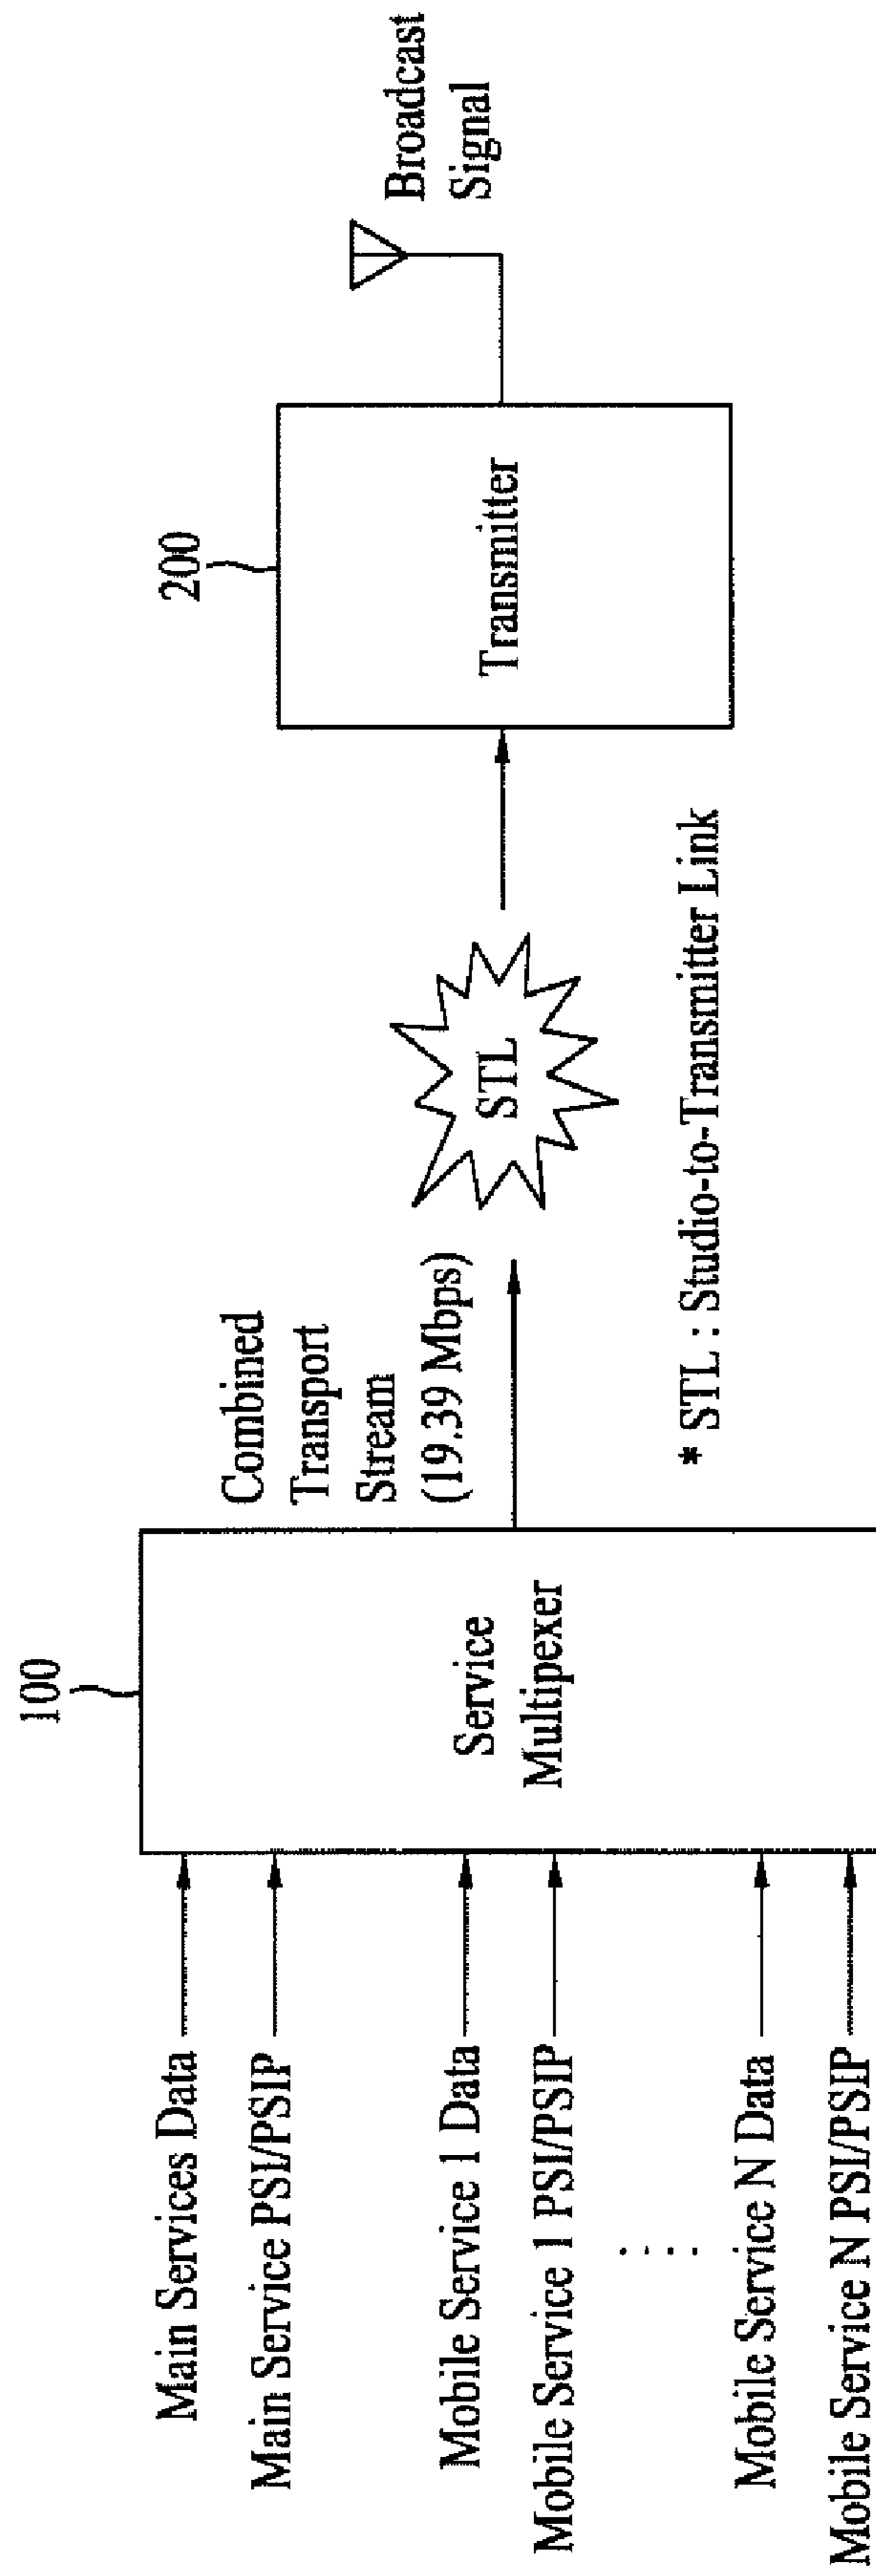 Main Services Data
Main Service PSI/PSIP
Mobile Service 1 Data
Mobile Service 1 PSI/PSIP
Mobile Service N Data
Mobile Service N PSI/PSIP
100
Service
Multipexer
Combined
Transport
Stream
(19.39 Mbps)
STL
* STL : Studio-to-Transmitter Link
200
Transmitter
Broadcast
Signal